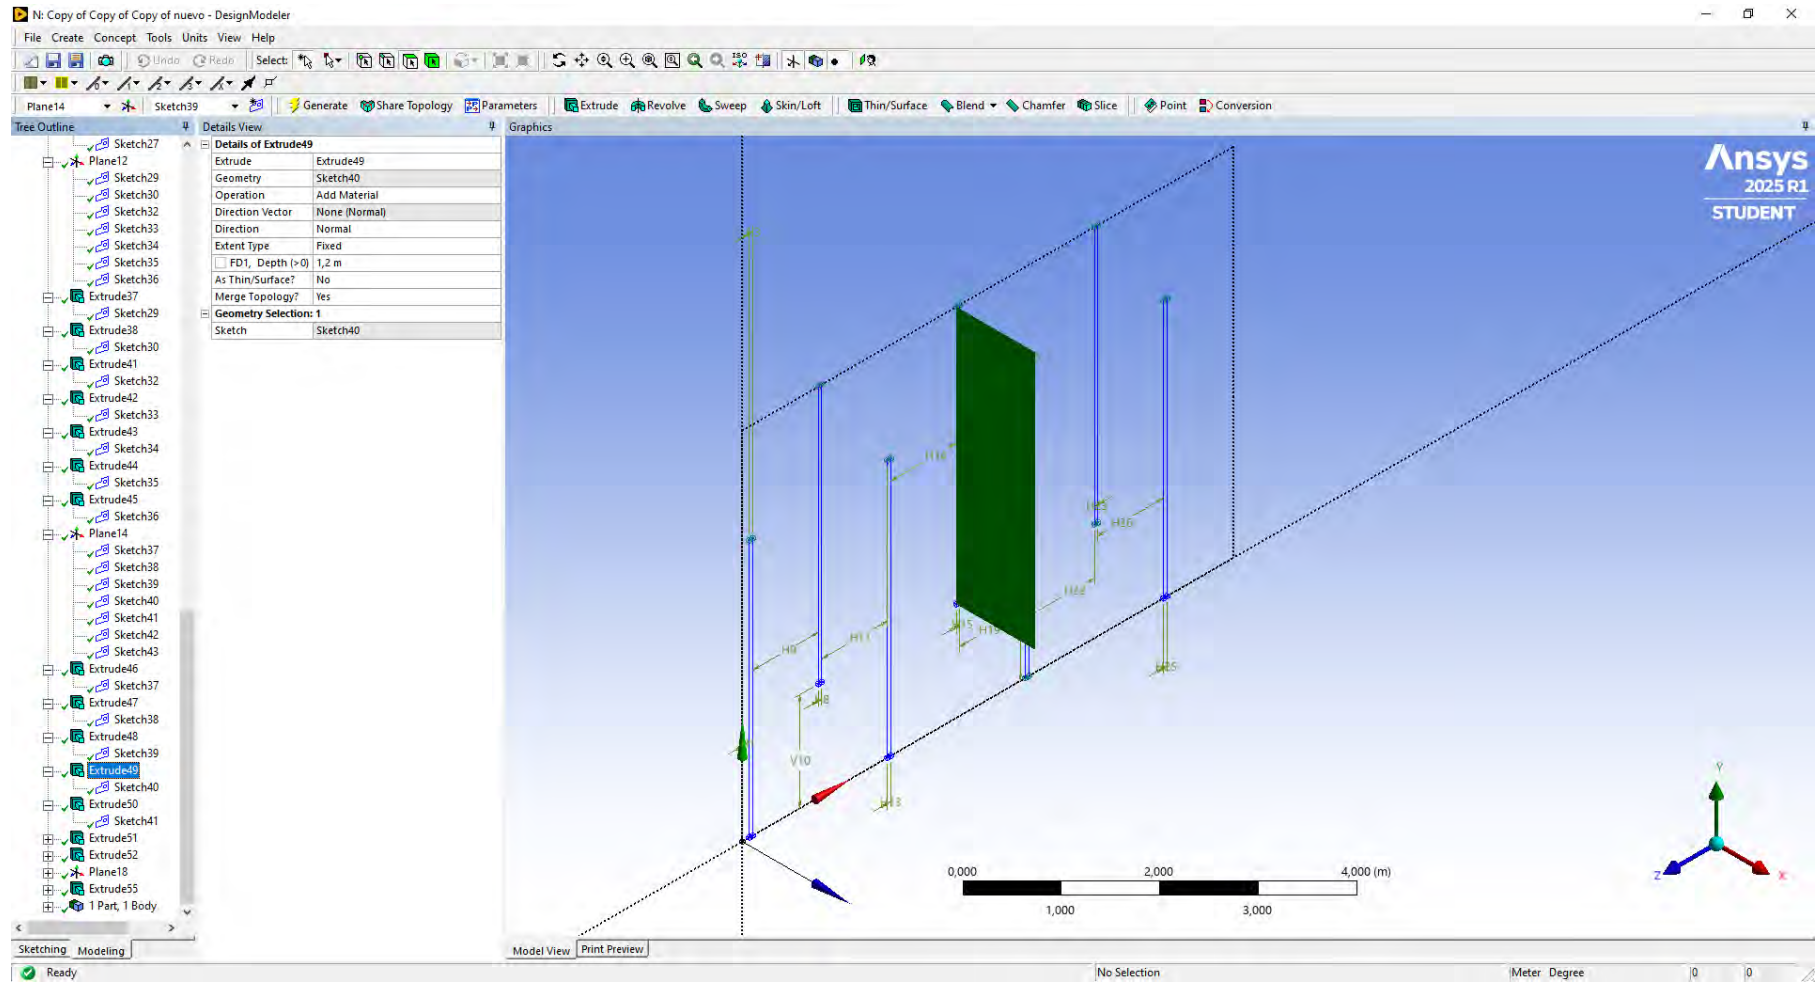 N: Copy of Copy of Copy of nuevo - DesignModeler
File Create Concept Tools Units View Help
Undo Redo Select: ISO
Plane14 Sketch39 Generate Share Topology Parameters Extrude Revolve Sweep Skin/Loft Thin/Surface Blend Chamfer Slice Point Conversion
Tree Outline
Sketch27
Plane12
Sketch29
Sketch30
Sketch32
Sketch33
Sketch34
Sketch35
Sketch36
Extrude37
Sketch29
Extrude38
Sketch30
Extrude41
Sketch32
Extrude42
Sketch33
Extrude43
Sketch34
Extrude44
Sketch35
Extrude45
Sketch36
Plane14
Sketch37
Sketch38
Sketch39
Sketch40
Sketch41
Sketch42
Sketch43
Extrude46
Sketch37
Extrude47
Sketch38
Extrude48
Sketch39
Extrude49
Sketch40
Extrude50
Sketch41
Extrude51
Extrude52
Plane18
Extrude55
1 Part, 1 Body
Sketching Modeling
Details View
Details of Extrude49
Extrude Extrude49
Geometry Sketch40
Operation Add Material
Direction Vector None (Normal)
Direction Normal
Extent Type Fixed
FD1, Depth (>0) 1,2 m
As Thin/Surface? No
Merge Topology? Yes
Geometry Selection: 1
Sketch Sketch40
Graphics
Ansys
2025 R1
STUDENT
H16
H26
H22
H11
H9
H8
V10
H13
0,000 2,000 4,000 (m)
1,000 3,000
Y
Z
X
Model View Print Preview
Ready
No Selection
Meter Degree 0 0